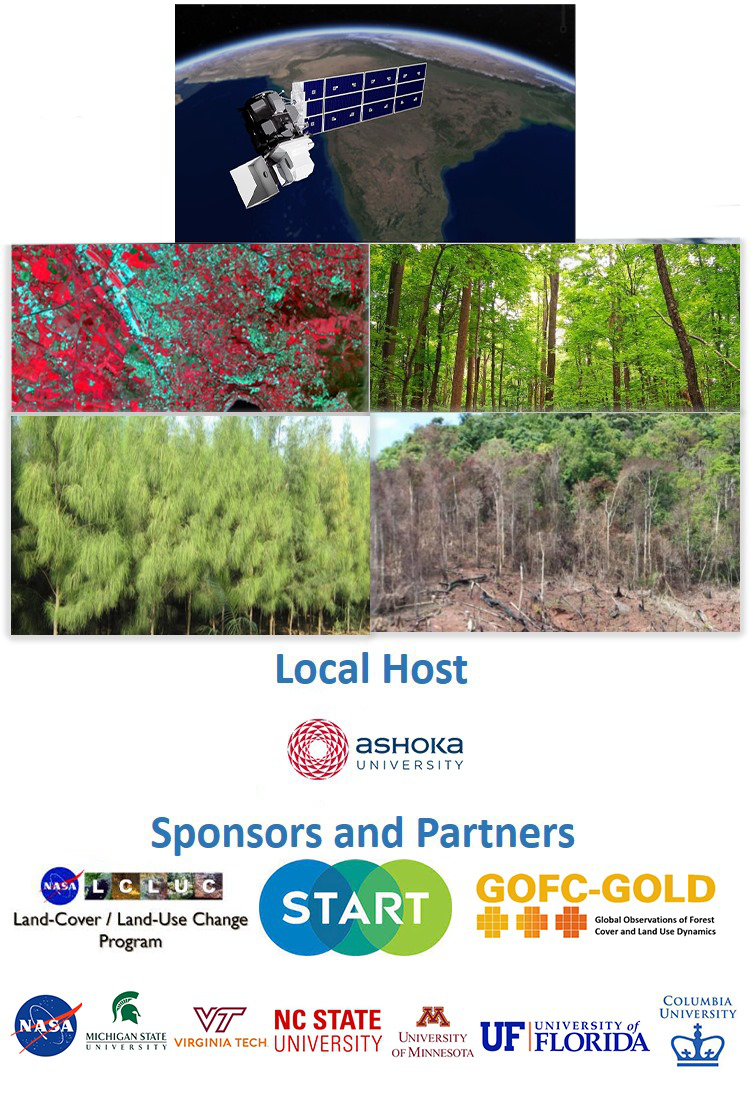 Local Host
ASHOKA
UNIVERSITY
Sponsors and Partners
NASA LCLUC
Land-Cover / Land-Use Change
Program
START
GOFC-GOLD
Global Observations of Forest
Cover and Land Use Dynamics
NASA
MICHIGAN STATE
UNIVERSITY
VT
VIRGINIA TECH
NC STATE
UNIVERSITY
M
UNIVERSITY
OF MINNESOTA
UF UNIVERSITY of
FLORIDA
COLUMBIA
UNIVERSITY